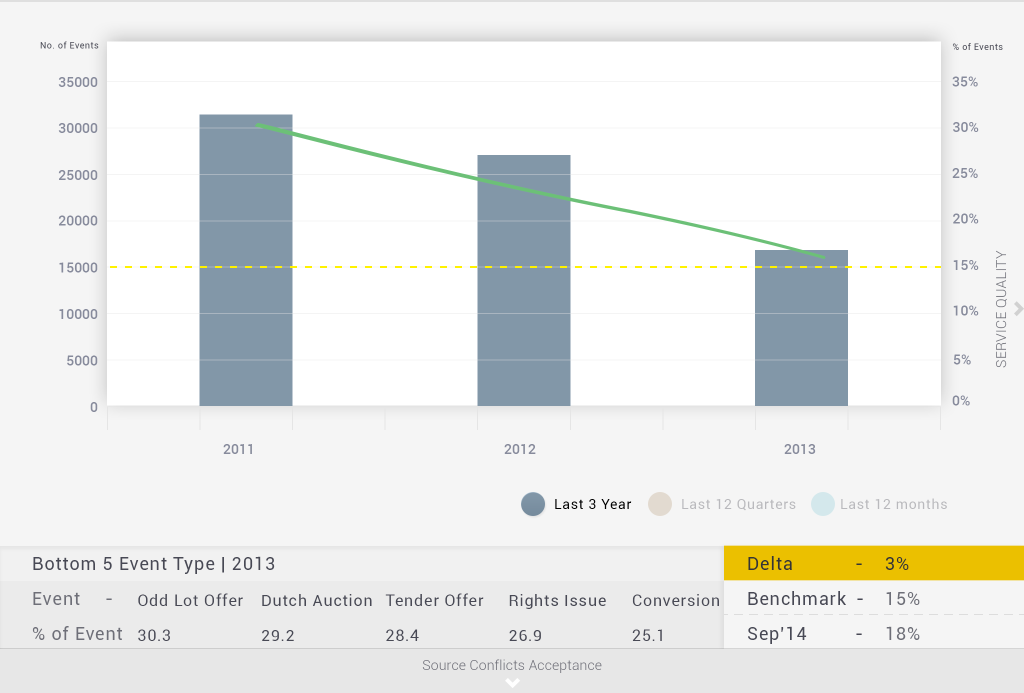 No. of Events
% of Events
35000
35%
30000
30%
25000
25%
20000
20%
15000
15%
10000
10%
5000
5%
0
0%
SERVICE QUALITY
2011
2012
2013
Last 3 Year
Last 12 Quarters
Last 12 months
Bottom 5 Event Type | 2013
Event - Odd Lot Offer Dutch Auction Tender Offer Rights Issue Conversion
% of Event 30.3 29.2 28.4 26.9 25.1
Delta - 3%
Benchmark - 15%
Sep'14 - 18%
Source Conflicts Acceptance